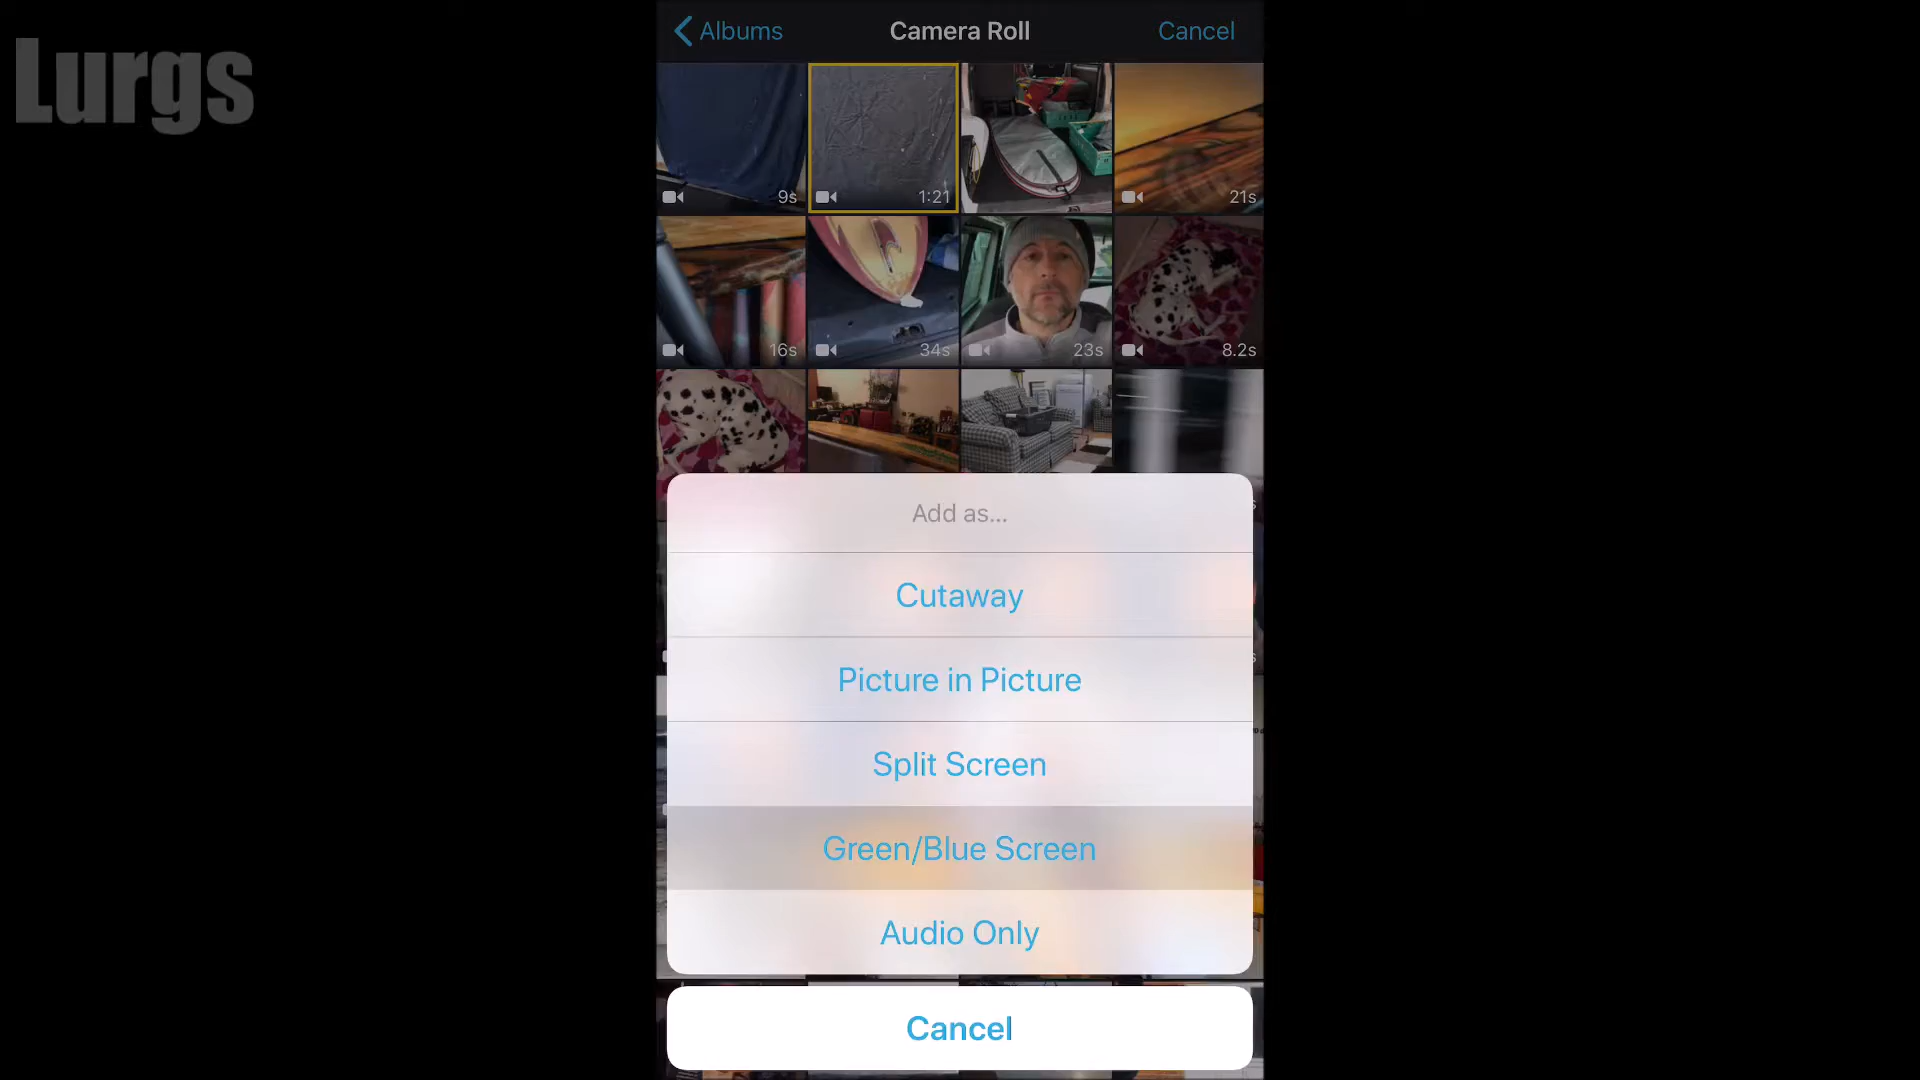 Lurgs
Albums
Camera Roll
Cancel
9s
1:21
21s
16s
34s
23s
8.2s
Add as...
Cutaway
Picture in Picture
Split Screen
Green/Blue Screen
Audio Only
Cancel